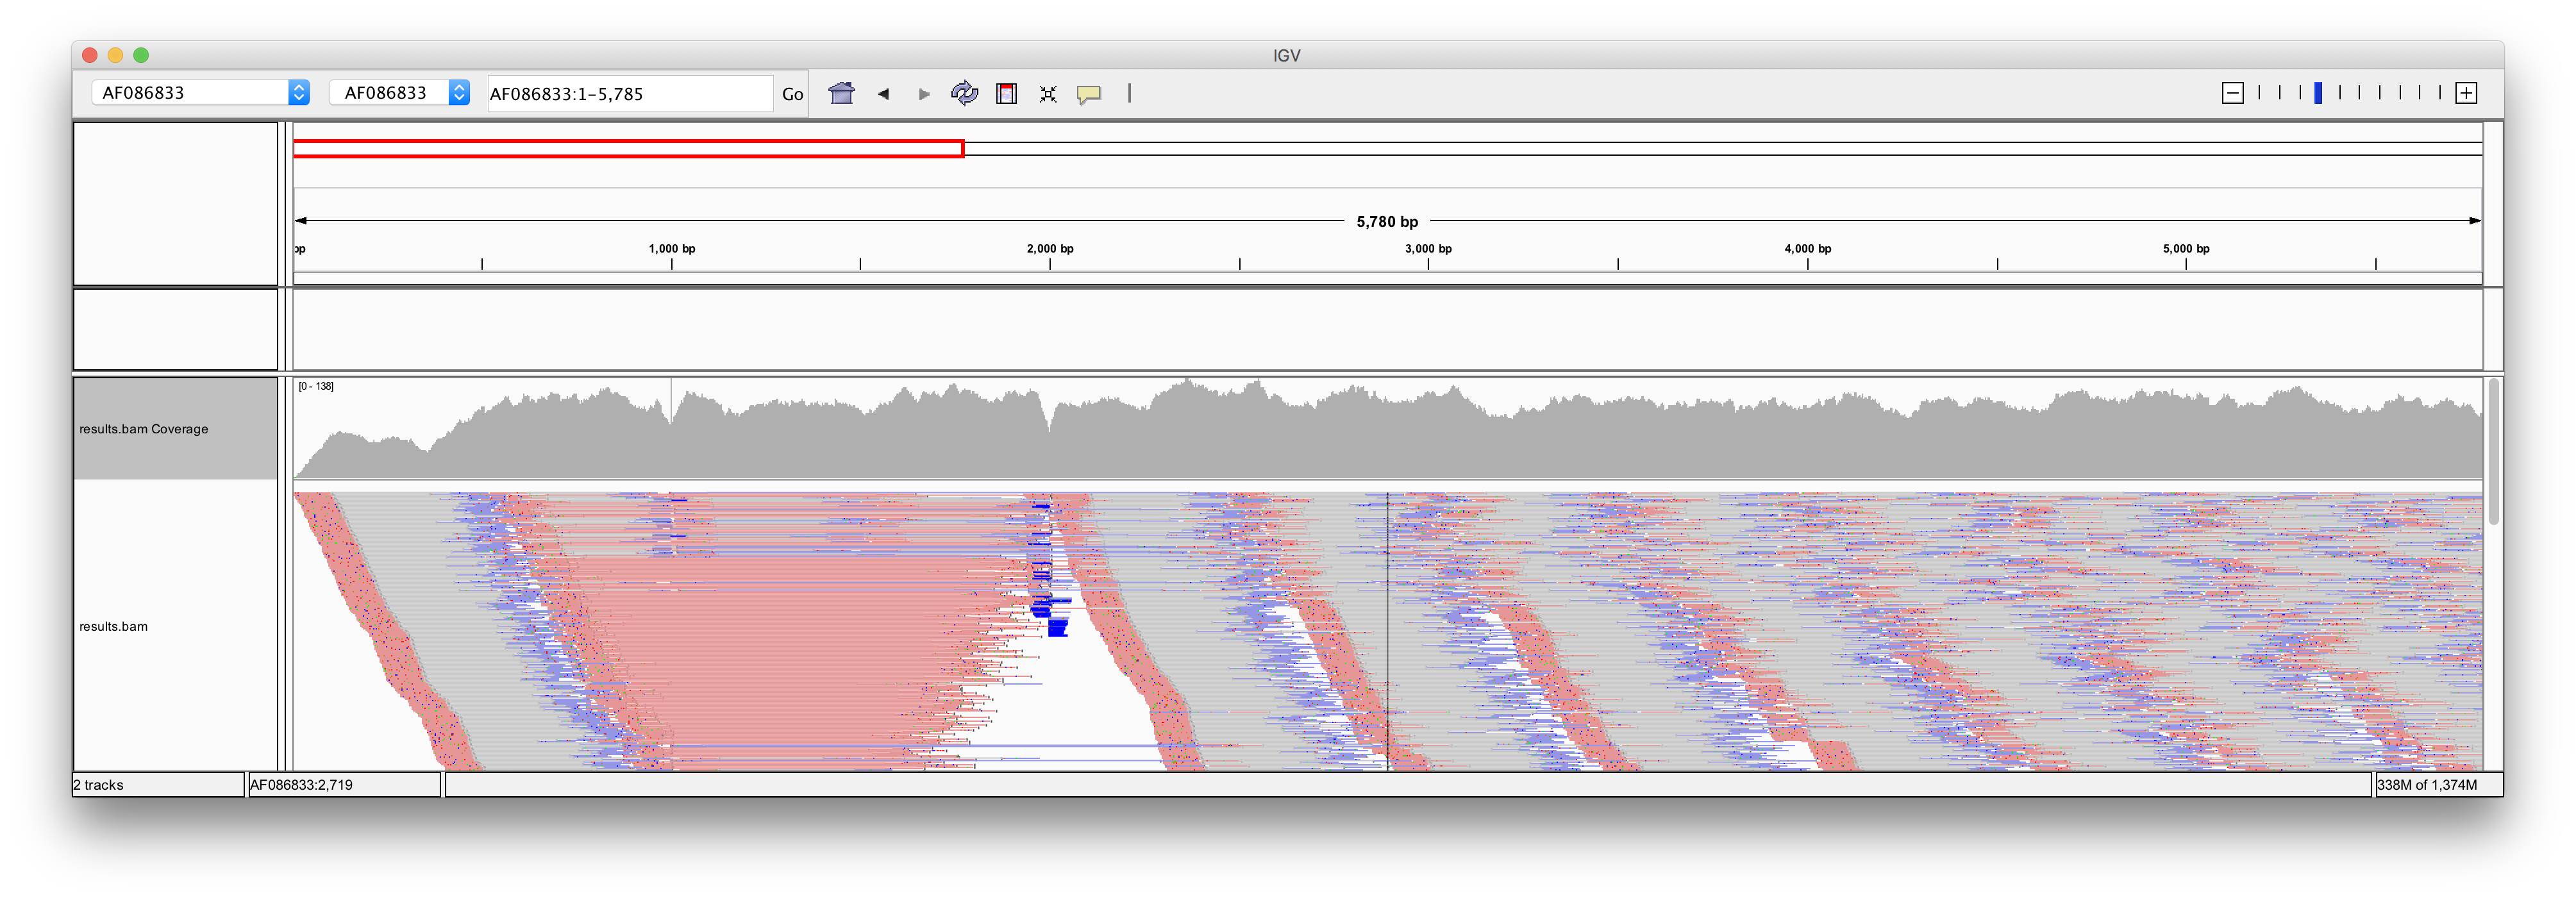 IGV
AF086833 AF086833 AF086833:1-5,785 Go
5,780 bp
bp 1,000 bp 2,000 bp 3,000 bp 4,000 bp 5,000 bp
[0 - 138]
results.bam Coverage
results.bam
2 tracks AF086833:2,719 338M of 1,374M